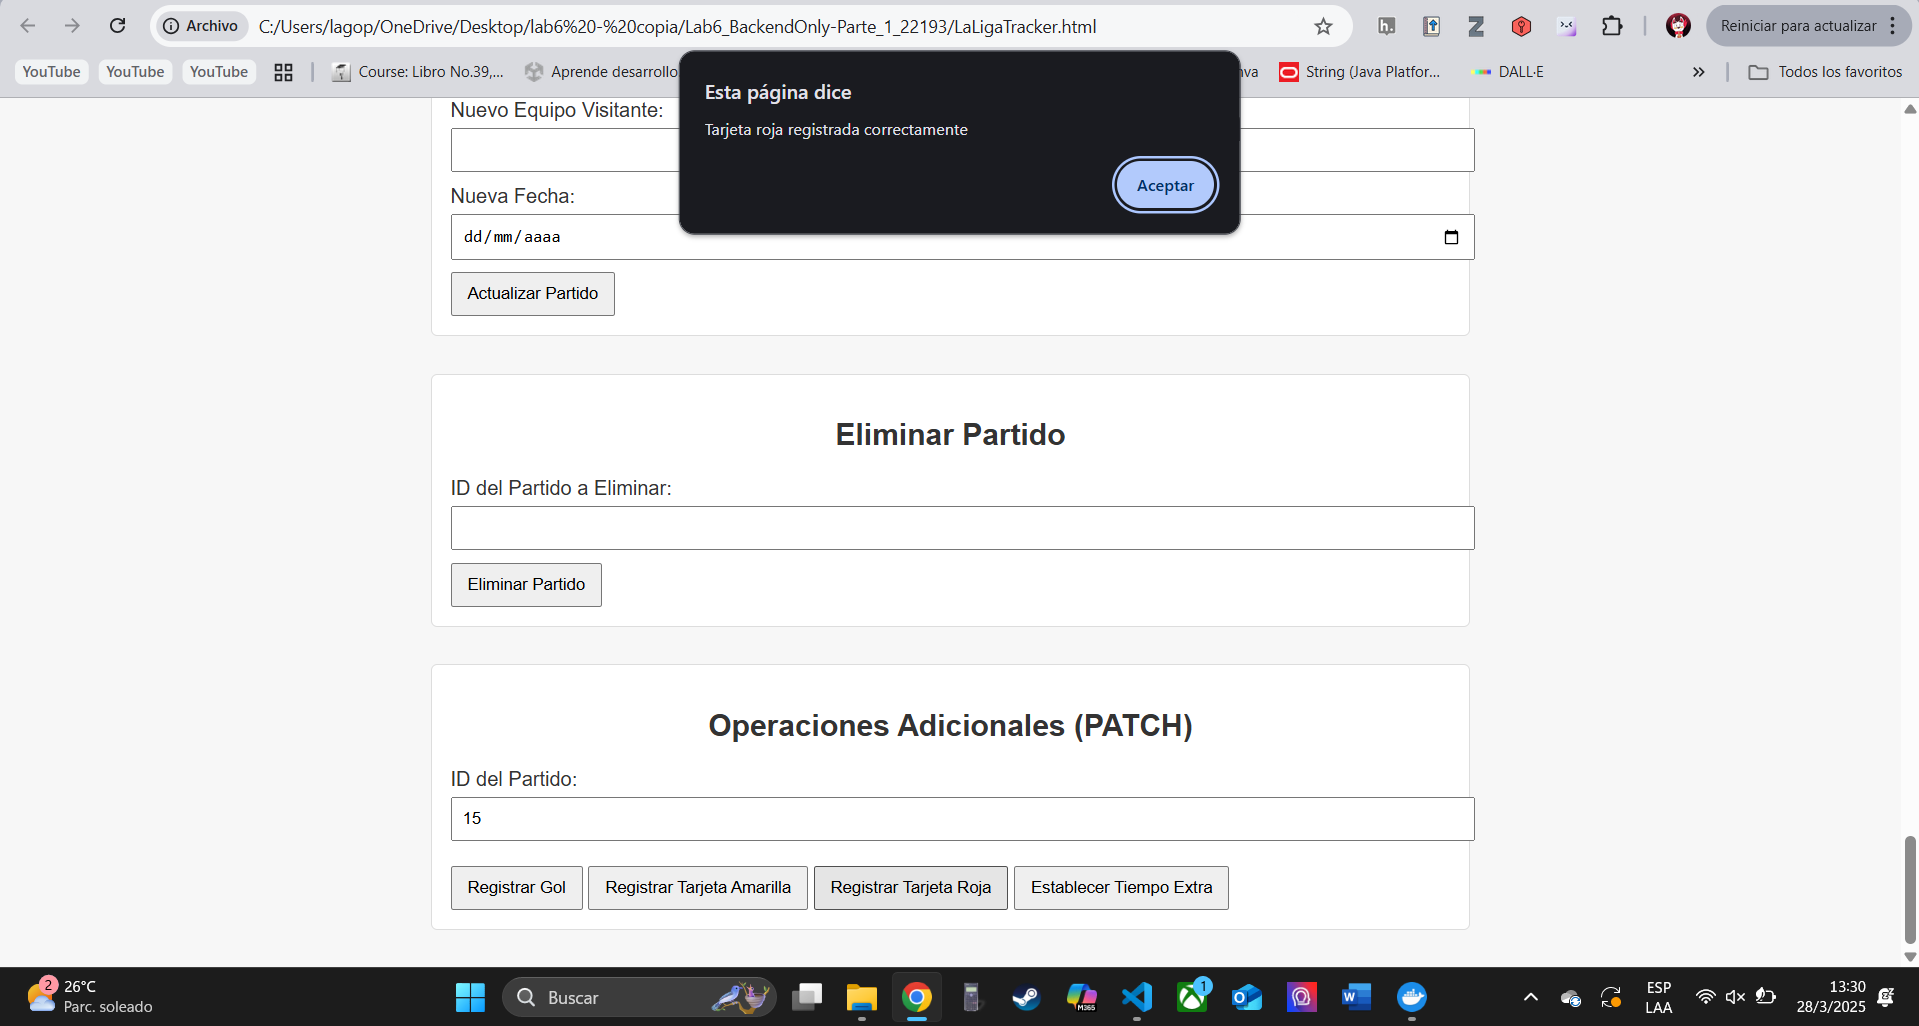 Archivo
C:/Users/lagop/OneDrive/Desktop/lab6%20-%20copia/Lab6_BackendOnly-Parte_1_22193/LaLigaTracker.html
h.
Z
Reiniciar para actualizar
YouTube
YouTube
YouTube
Course: Libro No.39,...
Aprende desarrollo
nva
String (Java Platfor...
DALL·E
»
Todos los favoritos
Esta página dice
Tarjeta roja registrada correctamente
Aceptar
Nuevo Equipo Visitante:
Nueva Fecha:
dd/mm/aaaa
Actualizar Partido
Eliminar Partido
ID del Partido a Eliminar:
Eliminar Partido
Operaciones Adicionales (PATCH)
ID del Partido:
15
Registrar Gol
Registrar Tarjeta Amarilla
Registrar Tarjeta Roja
Establecer Tiempo Extra
2
26°C
Parc. soleado
Buscar
M365
1
W
ESP
LAA
13:30
28/3/2025